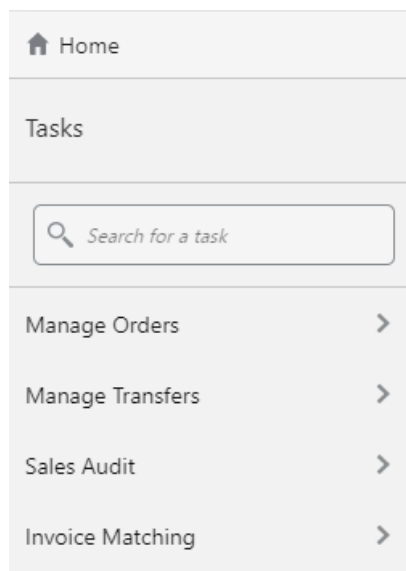 Home
Tasks
Search for a task
Manage Orders
Manage Transfers
Sales Audit
Invoice Matching